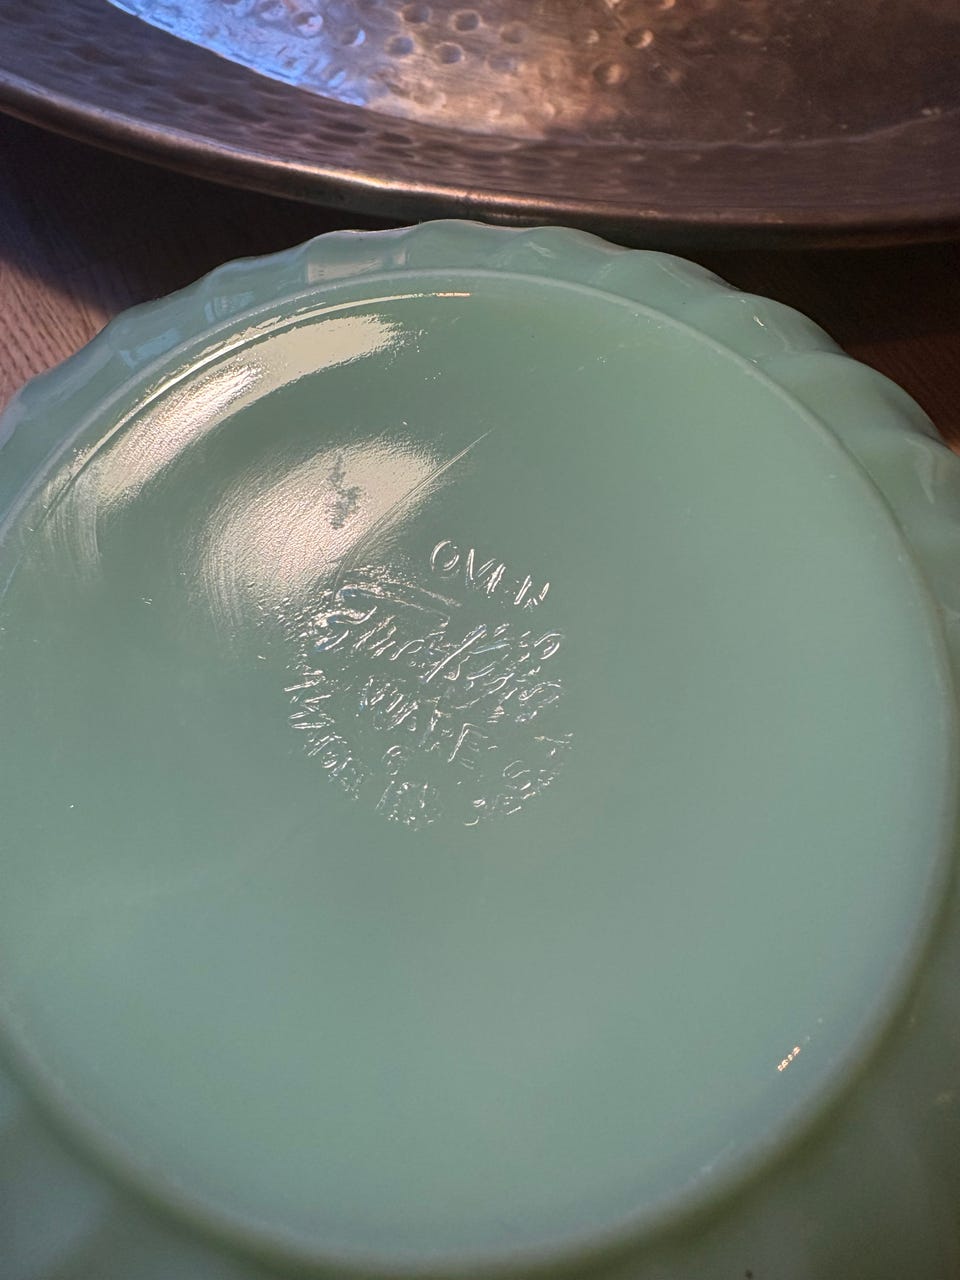 OVEN
Fire-King
WARE
MADE IN U.S.A.